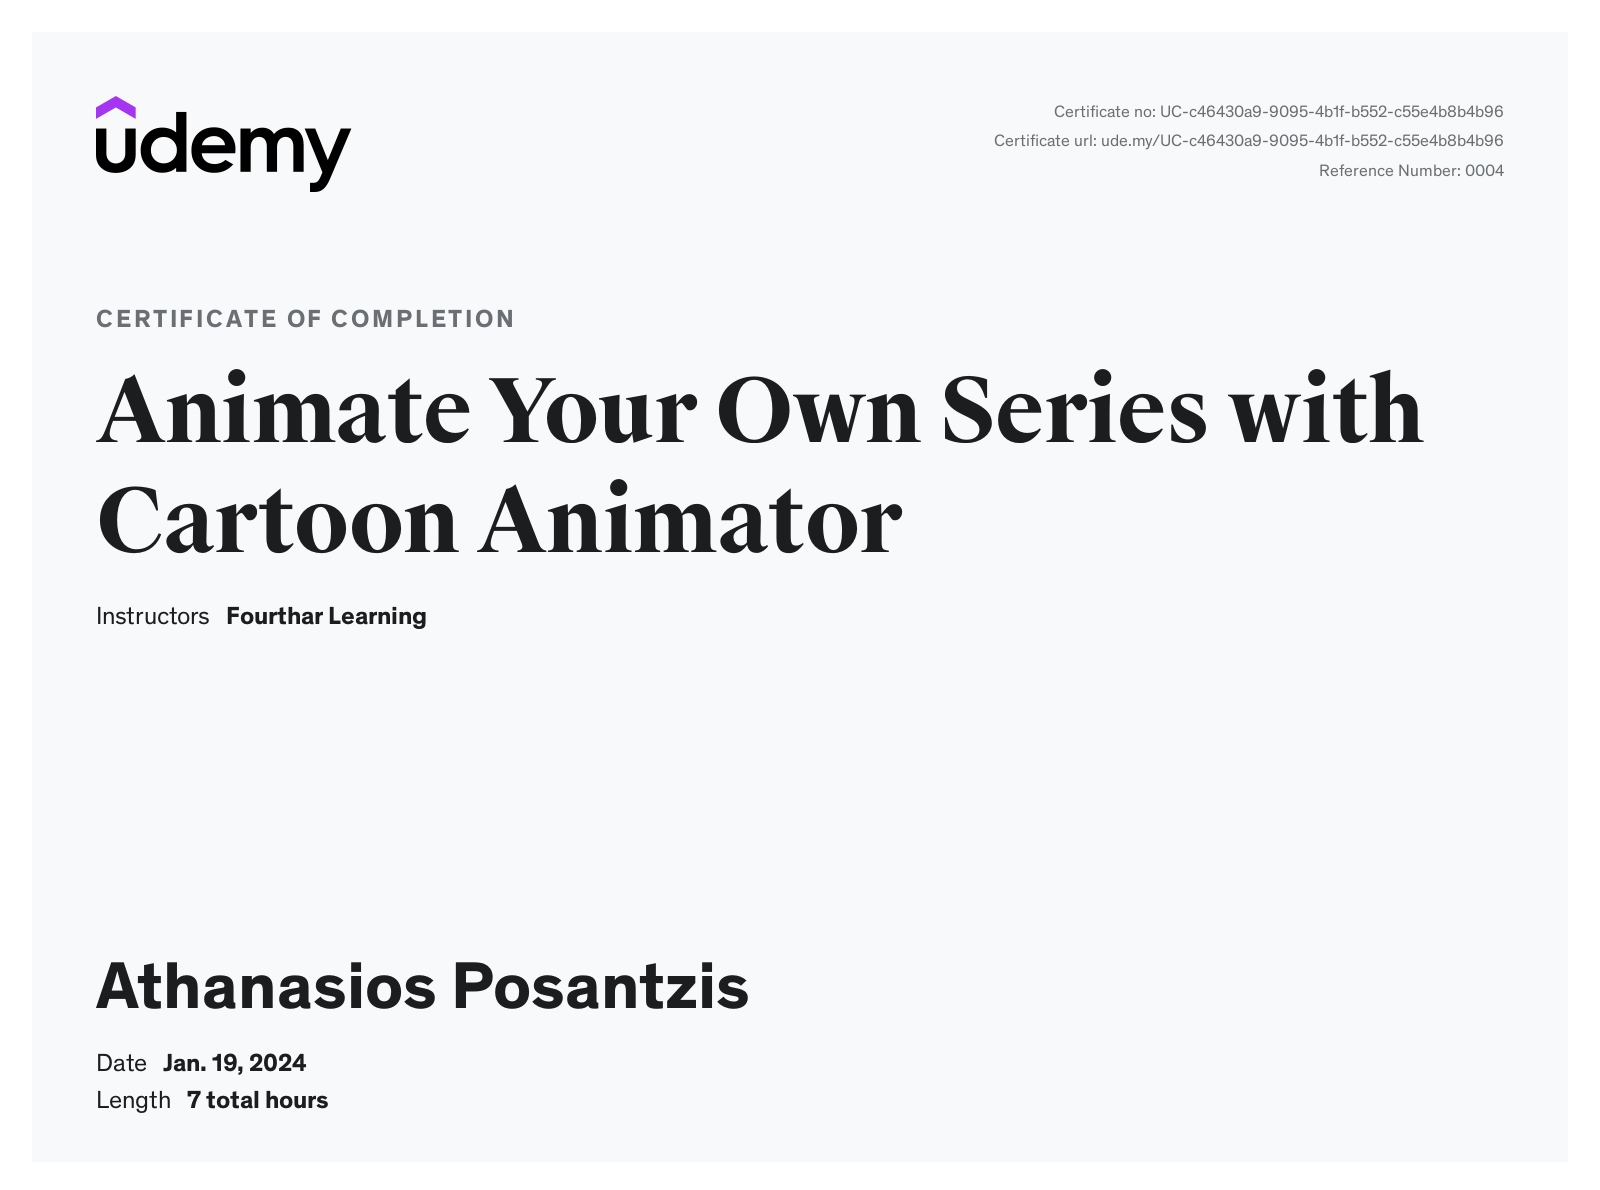 udemy
Certificate no: UC-c46430a9-9095-4b1f-b552-c55e4b8b4b96
Certificate url: ude.my/UC-c46430a9-9095-4b1f-b552-c55e4b8b4b96
Reference Number: 0004
CERTIFICATE OF COMPLETION
Animate Your Own Series with
Cartoon Animator
Instructors Fourthar Learning
Athanasios Posantzis
Date Jan. 19, 2024
Length 7 total hours